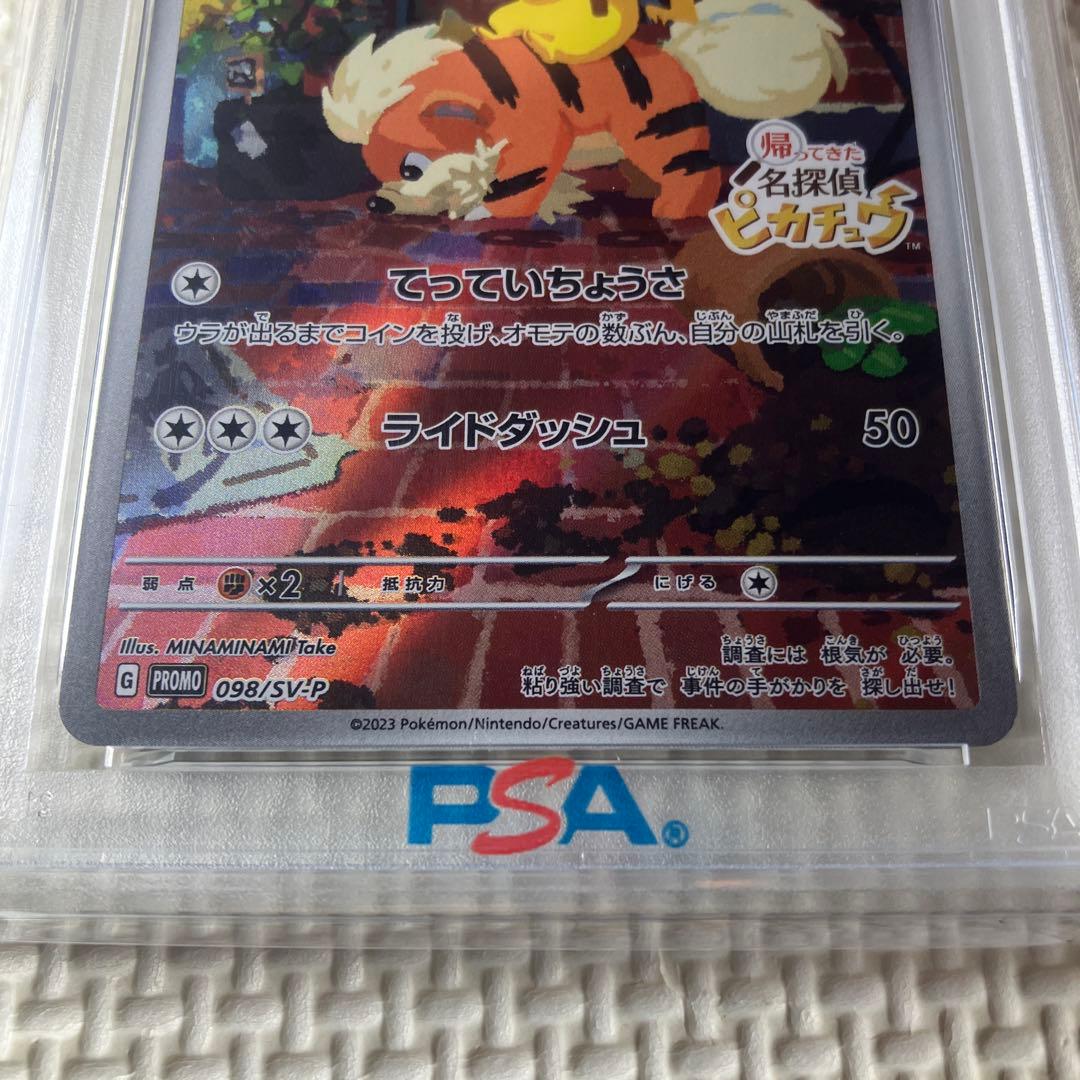 帰ってきた
名探偵
ピカチュウ™
てっていちょうさ
ウラが出るまでコインを投げ、オモテの数ぶん、自分の山札を引く。
ライドダッシュ 50
弱点 ×2 抵抗力 にげる
Illus. MINAMINAMI Take
調査には 根気が 必要。
G PROMO 098/SV-P
粘り強い調査で 事件の手がかりを 探し出せ!
©2023 Pokémon/Nintendo/Creatures/GAME FREAK.
PSA®